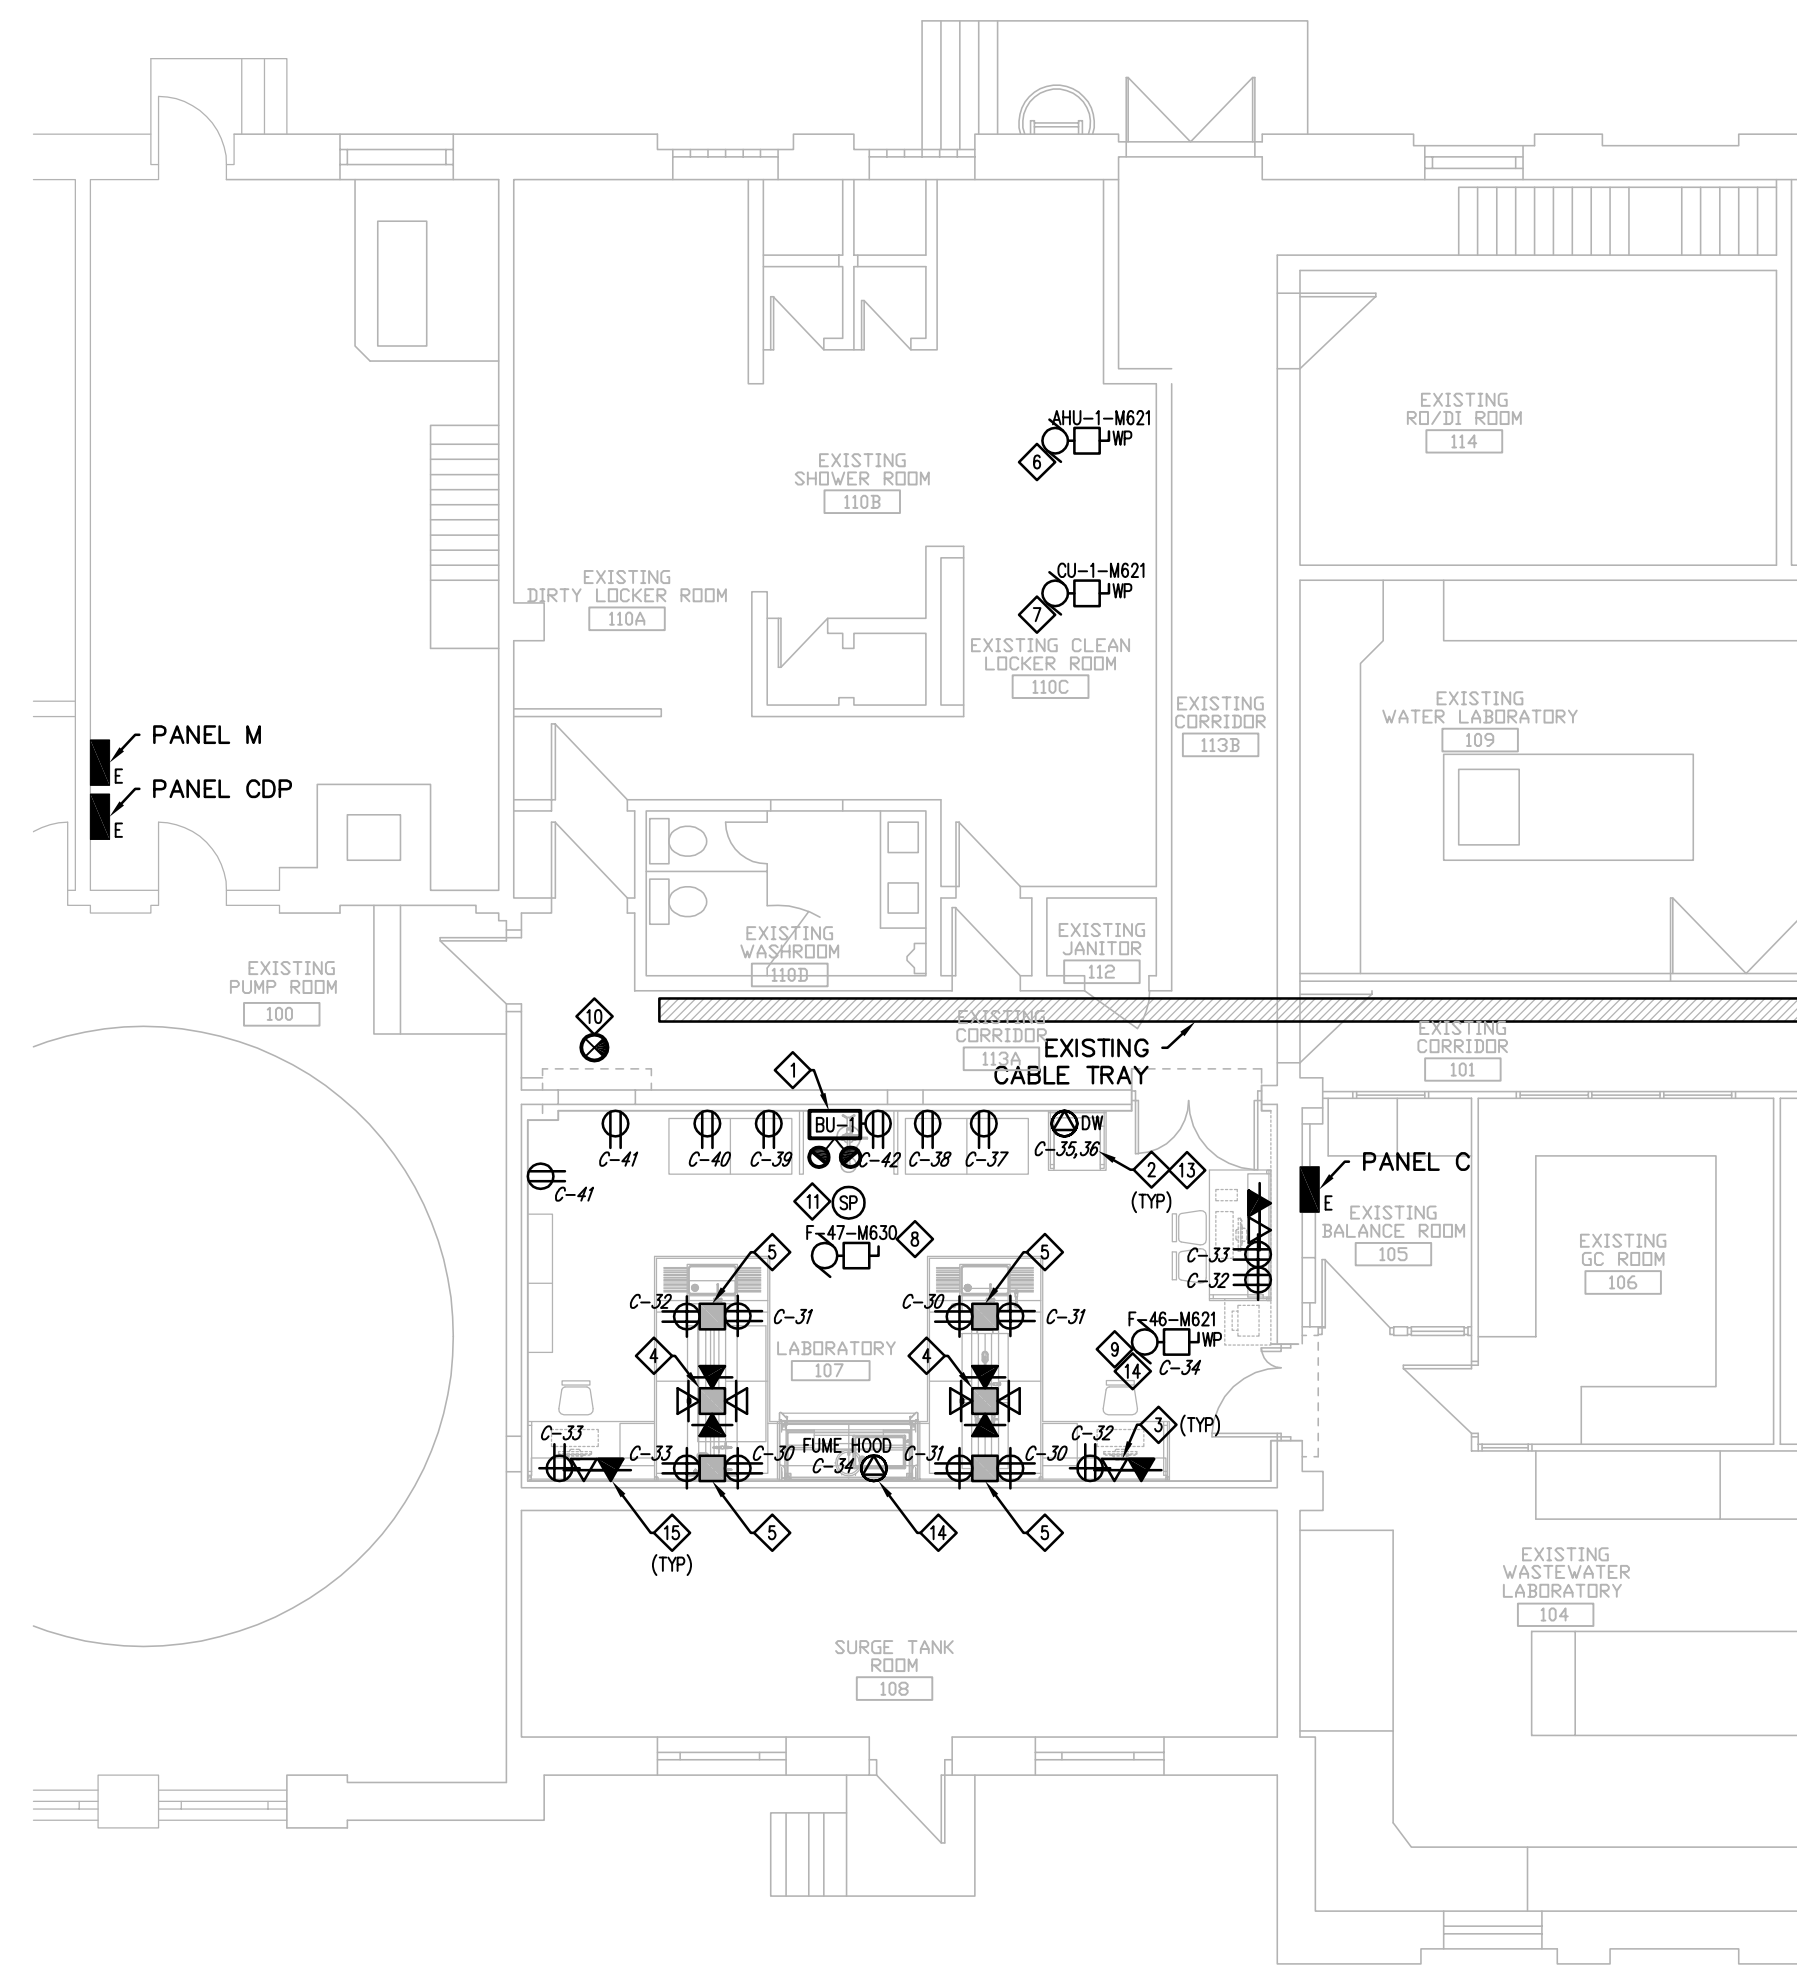 AHU-1-M621
WP
6
EXISTING
RO/DI ROOM
114
EXISTING
SHOWER ROOM
110B
CU-1-M621
WP
7
EXISTING
DIRTY LOCKER ROOM
110A
EXISTING CLEAN
LOCKER ROOM
110C
EXISTING
CORRIDOR
113B
EXISTING
WATER LABORATORY
109
PANEL M
E
PANEL CDP
E
EXISTING
WASHROOM
110D
EXISTING
JANITOR
112
EXISTING
PUMP ROOM
100
10
EXISTING
CORRIDOR
113A
EXISTING
CABLE TRAY
EXISTING
CORRIDOR
101
1
BU-1
DW
C-41
C-40
C-39
C-42
C-38
C-37
C-35,36
2
13
(TYP)
PANEL C
E
C-41
11
SP
F-47-M630
8
EXISTING
BALANCE ROOM
105
EXISTING
GC ROOM
106
5
5
C-33
C-32
C-32
C-31
C-30
C-31
F-46-M621
WP
9
14
C-34
4
LABORATORY
107
4
C-33
C-33
C-30
FUME HOOD
C-34
C-31
C-30
C-32
3
(TYP)
15
(TYP)
5
14
5
EXISTING
WASTEWATER
LABORATORY
104
SURGE TANK
ROOM
108